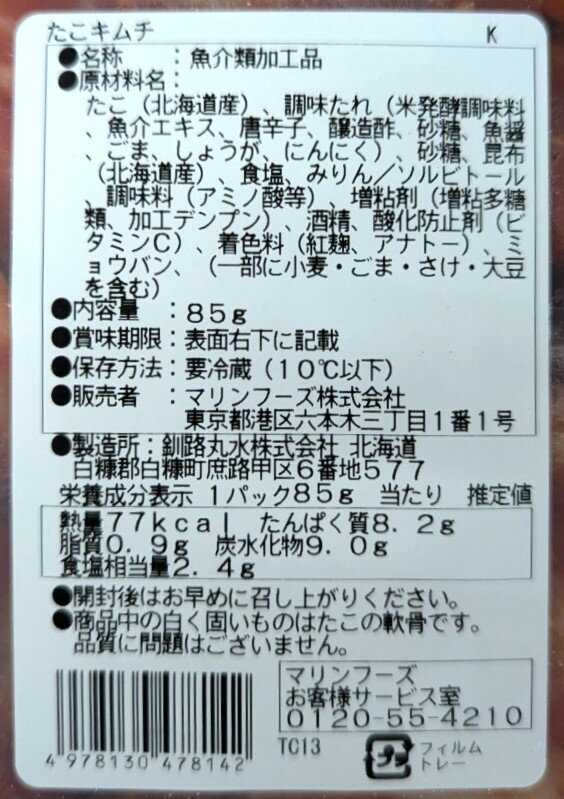 たこキムチ K
●名称 ：魚介類加工品
●原材料名：
たこ（北海道産）、調味たれ（米発酵調味料
、魚介エキス、唐辛子、醸造酢、砂糖、魚醤
、ごま、しょうが、にんにく）、砂糖、昆布
（北海道産）、食塩、みりん／ソルビトール
、調味料（アミノ酸等）、増粘剤（増粘多糖
類、加工デンプン）、酒精、酸化防止剤（ビ
タミンＣ）、着色料（紅麹、アナトー）、ミ
ョウバン、（一部に小麦・ごま・さけ・大豆
を含む）
●内容量 ：８５ｇ
●賞味期限：表面右下に記載
●保存方法：要冷蔵（１０℃以下）
●販売者 ：マリンフーズ株式会社
東京都港区六本木三丁目１番１号
●製造所：釧路丸水株式会社 北海道
白糠郡白糠町庶路甲区６番地５７７
栄養成分表示 １パック８５ｇ 当たり 推定値
熱量７７ｋｃａｌ たんぱく質８．２ｇ
脂質０．９ｇ 炭水化物９．０ｇ
食塩相当量２．４ｇ
●開封後はお早めに召し上がりください。
●商品中の白く固いものはたこの軟骨です。
品質に問題はございません。
マリンフーズ
お客様サービス室
０１２０-５５-４２１０
4 978130 478142
TC13
フィルム
トレー